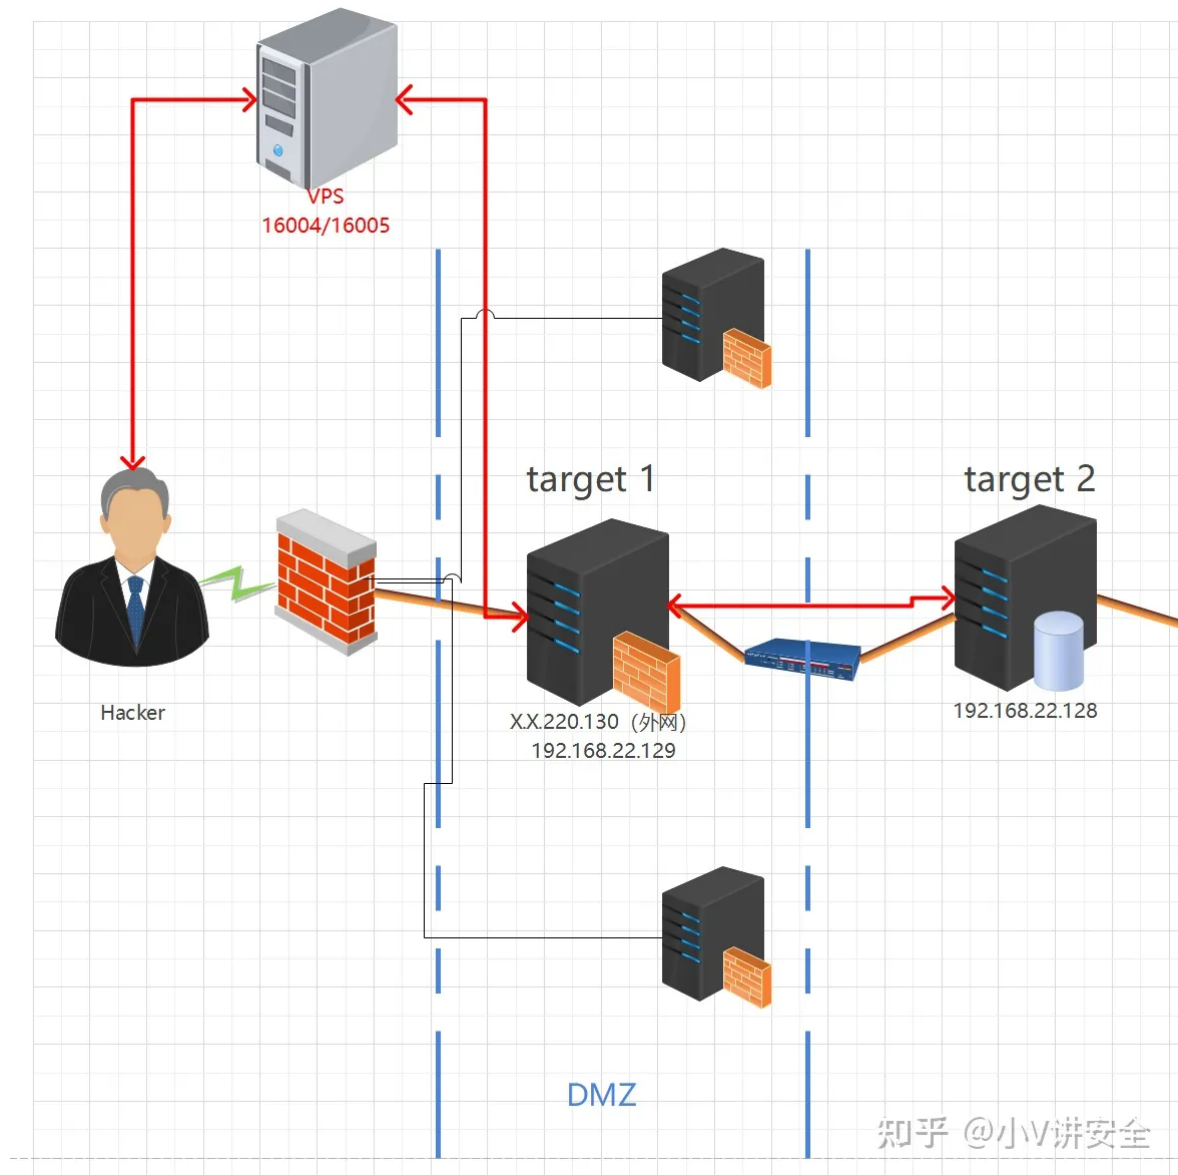 VPS
16004/16005
target 1
target 2
Hacker
X.X.220.130（外网）
192.168.22.129
192.168.22.128
DMZ
知乎 @小V讲安全